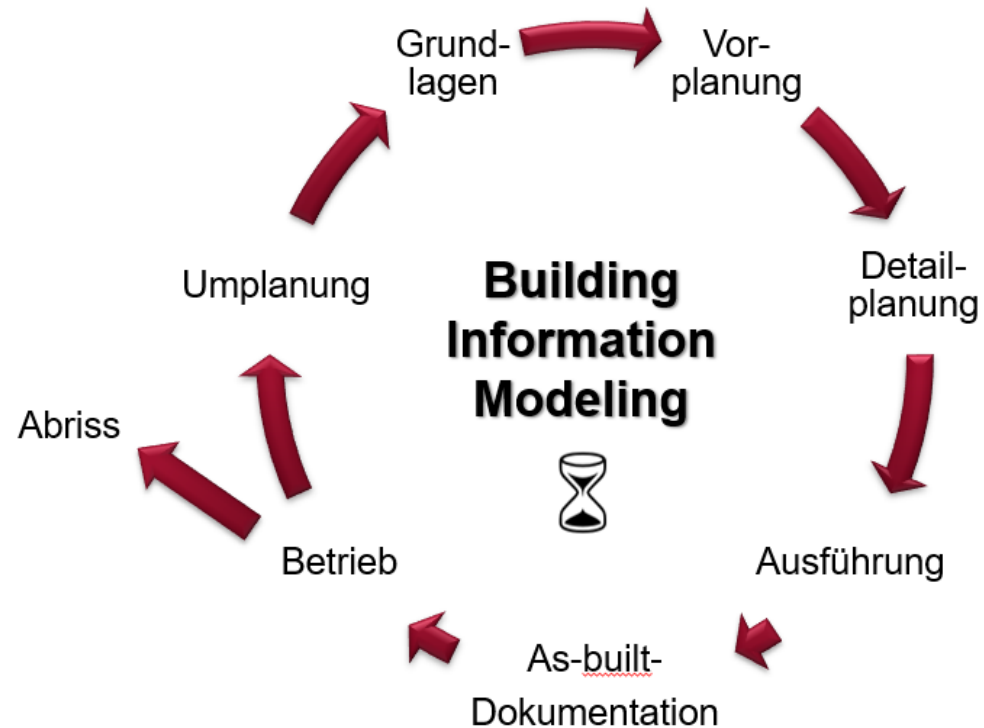 Grund-
lagen
Vor-
planung
Detail-
planung
Ausführung
As-built-
Dokumentation
Betrieb
Abriss
Umplanung
Building
Information
Modeling